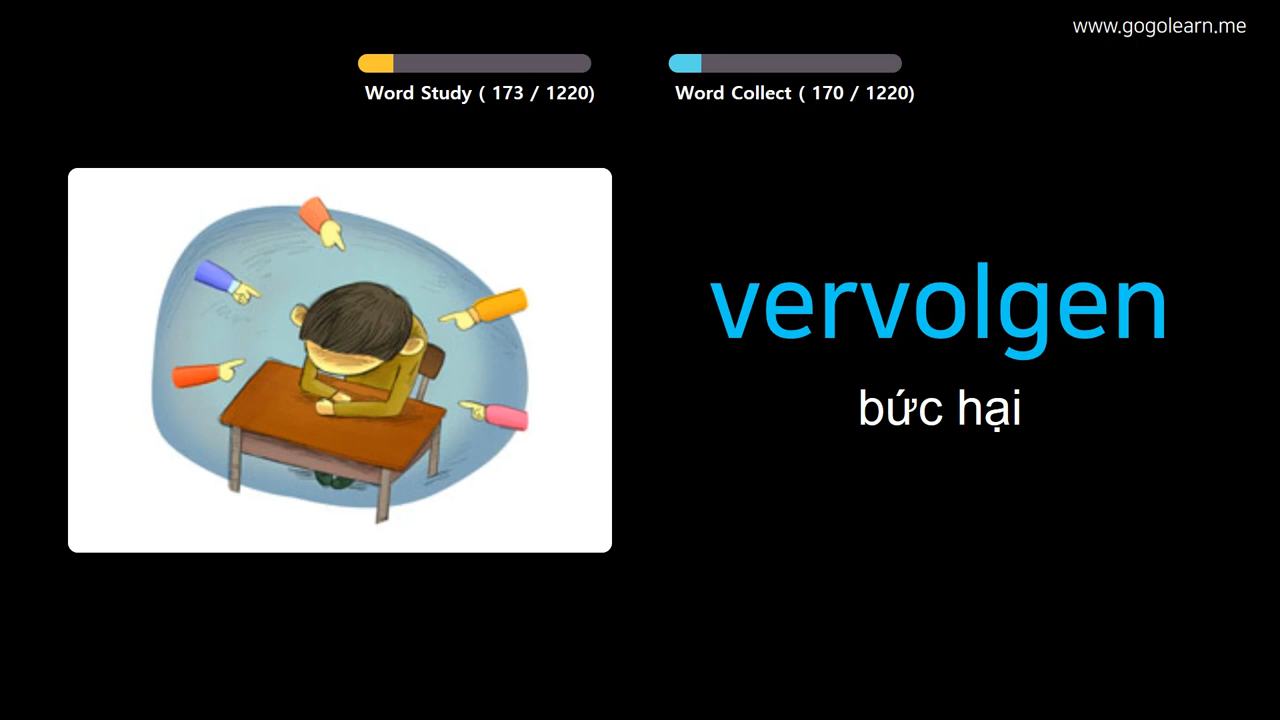 www.gogolearn.me
Word Study ( 173 / 1220)
Word Collect ( 170 / 1220)
vervolgen
bức hại